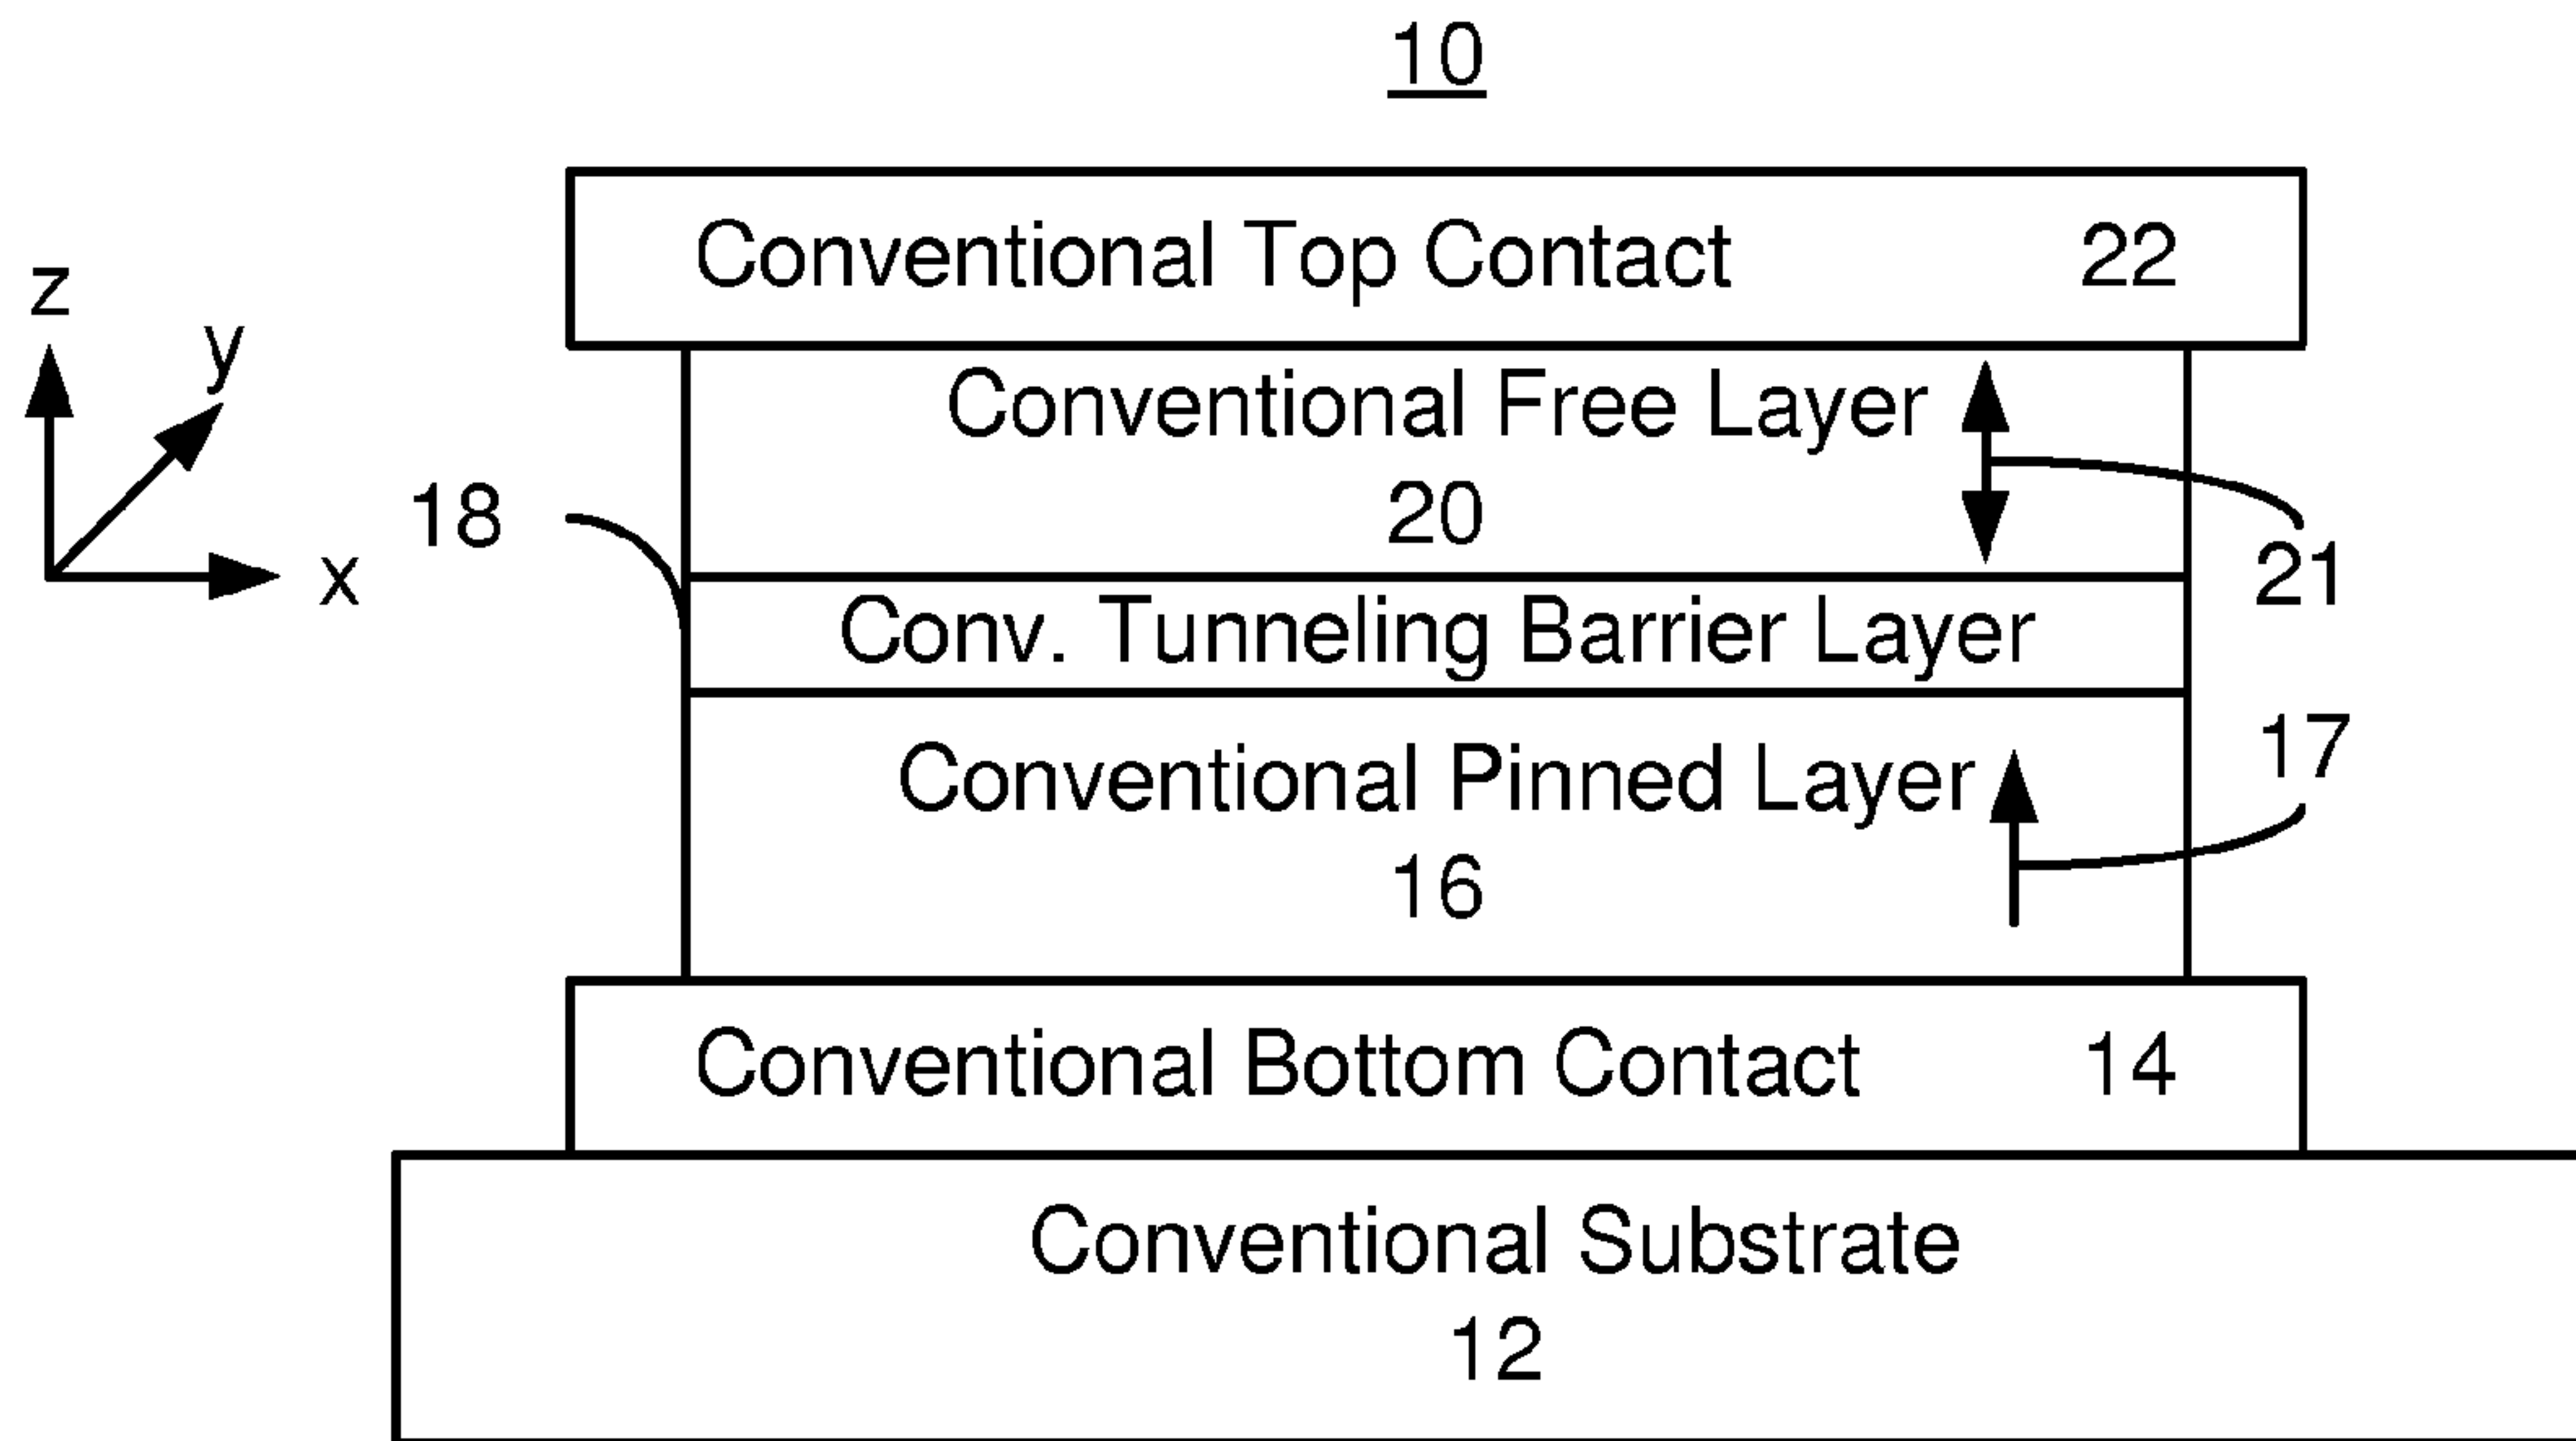 10
Conventional Top Contact 22
z
y
x
Conventional Free Layer
20
21
18
Conv. Tunneling Barrier Layer
Conventional Pinned Layer
16
17
Conventional Bottom Contact 14
Conventional Substrate
12